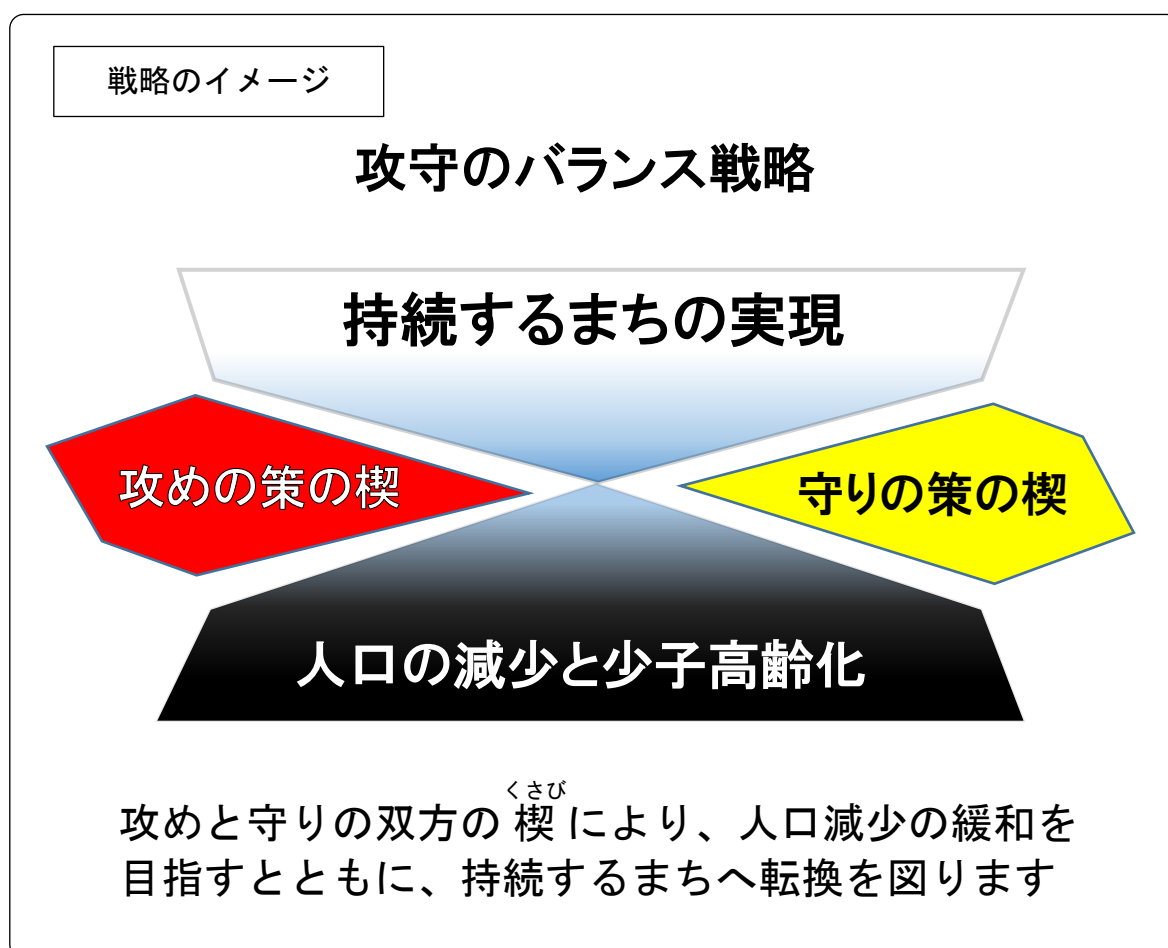 戦略のイメージ
攻守のバランス戦略
持続するまちの実現
攻めの策の楔
守りの策の楔
人口の減少と少子高齢化
くさび
攻めと守りの双方の楔により、人口減少の緩和を
目指すとともに、持続するまちへ転換を図ります